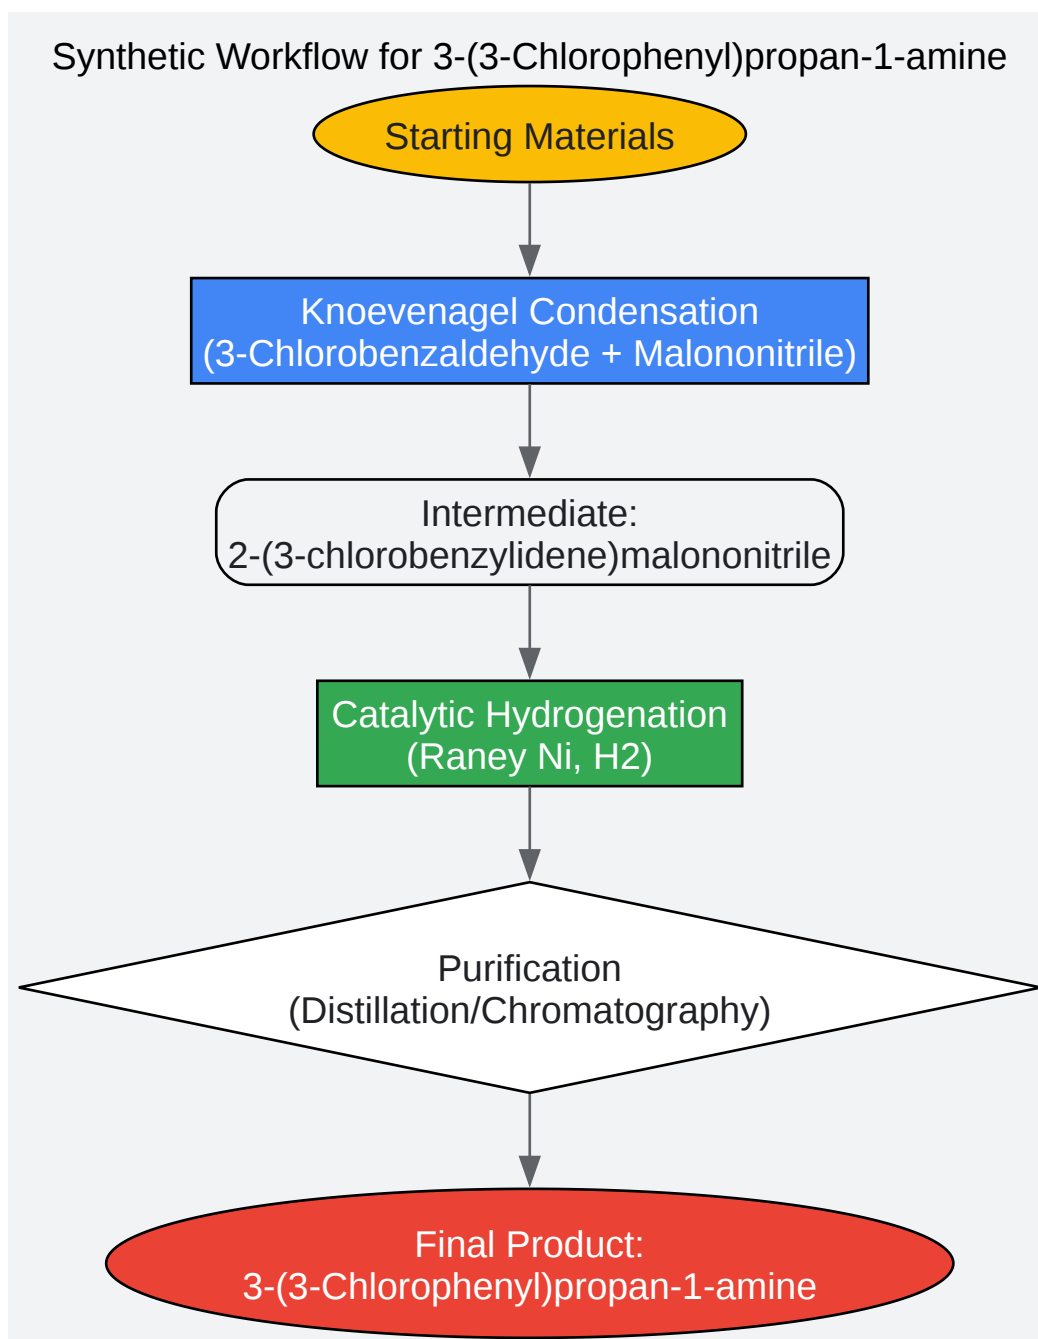 Synthetic Workflow for 3-(3-Chlorophenyl)propan-1-amine
Starting Materials
Knoevenagel Condensation
(3-Chlorobenzaldehyde + Malononitrile)
Intermediate:
2-(3-chlorobenzylidene)malononitrile
Catalytic Hydrogenation
(Raney Ni, H2)
Purification
(Distillation/Chromatography)
Final Product:
3-(3-Chlorophenyl)propan-1-amine